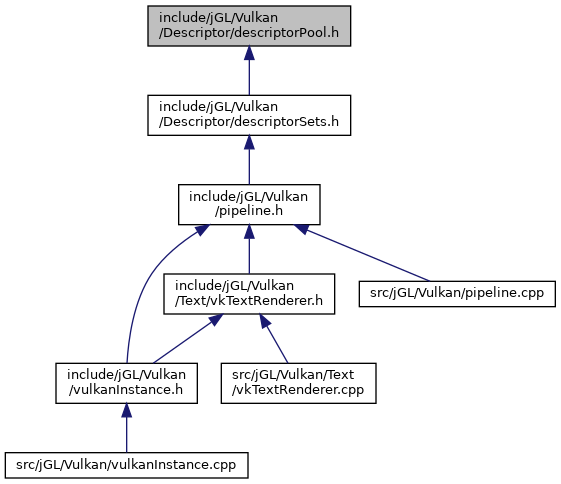 include/jGL/Vulkan
/Descriptor/descriptorPool.h
include/jGL/Vulkan
/Descriptor/descriptorSets.h
include/jGL/Vulkan
/pipeline.h
include/jGL/Vulkan
/Text/vkTextRenderer.h
src/jGL/Vulkan/pipeline.cpp
include/jGL/Vulkan
/vulkanInstance.h
src/jGL/Vulkan/Text
/vkTextRenderer.cpp
src/jGL/Vulkan/vulkanInstance.cpp